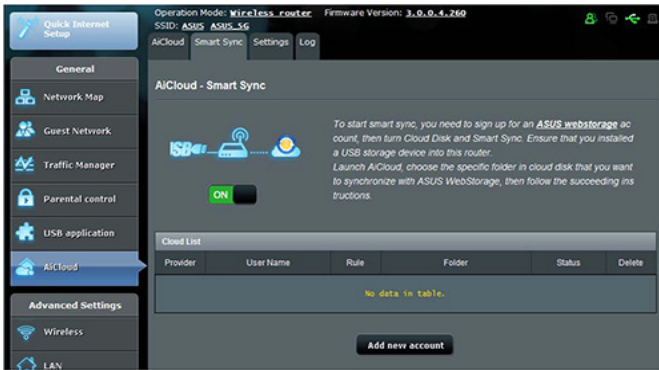 Quick Internet
Setup
Operation Mode: Wireless router Firmware Version: 3.0.0.4.260
SSID: ASUS ASUS_5G
AiCloud Smart Sync Settings Log
General
Network Map
Guest Network
Traffic Manager
Parental control
USB application
AiCloud
Advanced Settings
Wireless
LAN
AiCloud - Smart Sync
USB
ON
To start smart sync, you need to sign up for an ASUS webstorage ac
count, then turn Cloud Disk and Smart Sync. Ensure that you installed
a USB storage device into this router.
Launch AiCloud, choose the specific folder in cloud disk that you want
to synchronize with ASUS WebStorage, then follow the succeeding ins
tructions.
Cloud List
Provider User Name Rule Folder Status Delete
No data in table.
Add new account